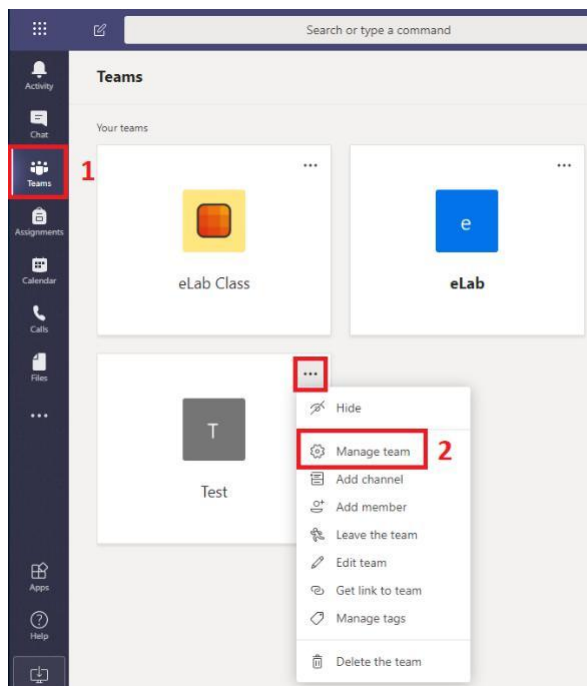 Search or type a command
Activity
Chat
Teams
Assignments
Calendar
Calls
Files
Apps
Help
Teams
Your teams
1
eLab Class
e
eLab
T
Test
Hide
Manage team
2
Add channel
Add member
Leave the team
Edit team
Get link to team
Manage tags
Delete the team